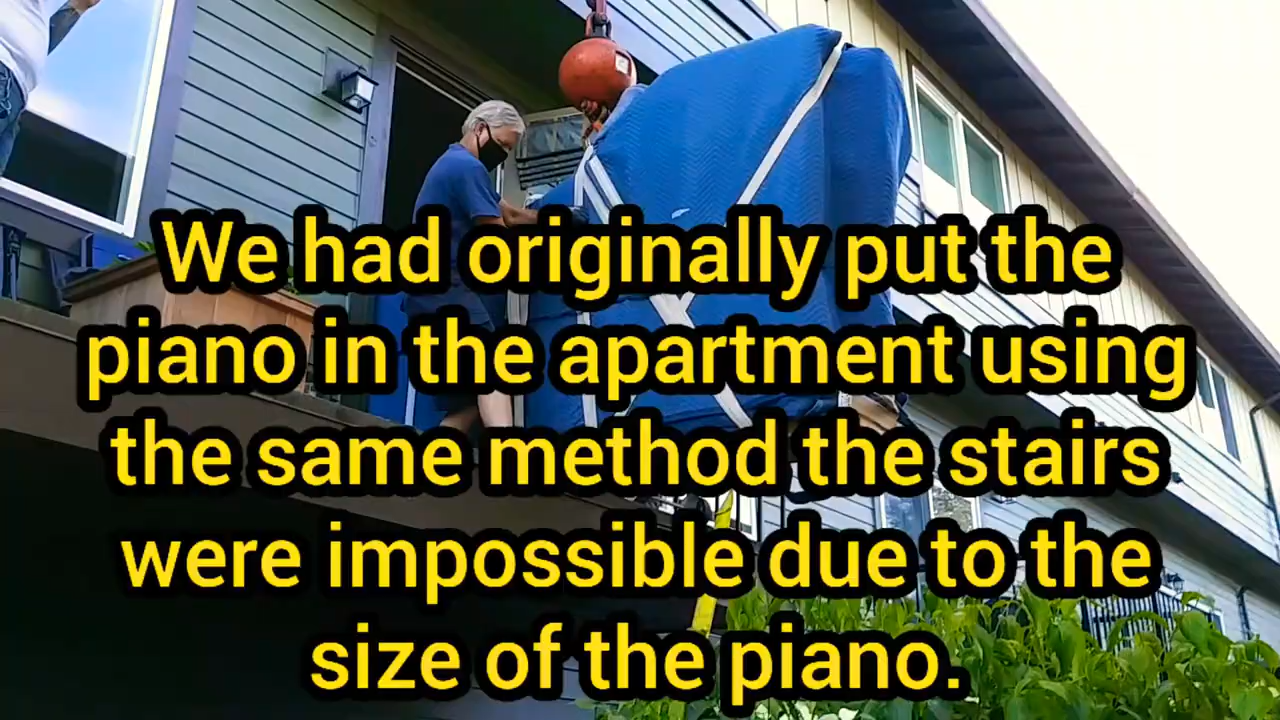 We had originally put the
piano in the apartment using
the same method the stairs
were impossible due to the
size of the piano.